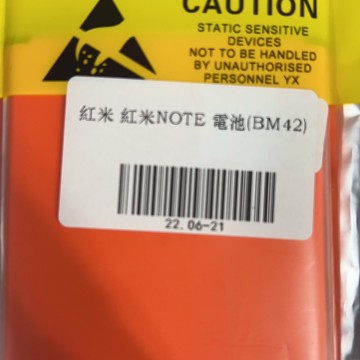 CAUTION
STATIC SENSITIVE
DEVICES
NOT TO BE HANDLED
BY UNAUTHORISED
PERSONNEL YX
紅米 紅米NOTE 電池(BM42)
22.06-21